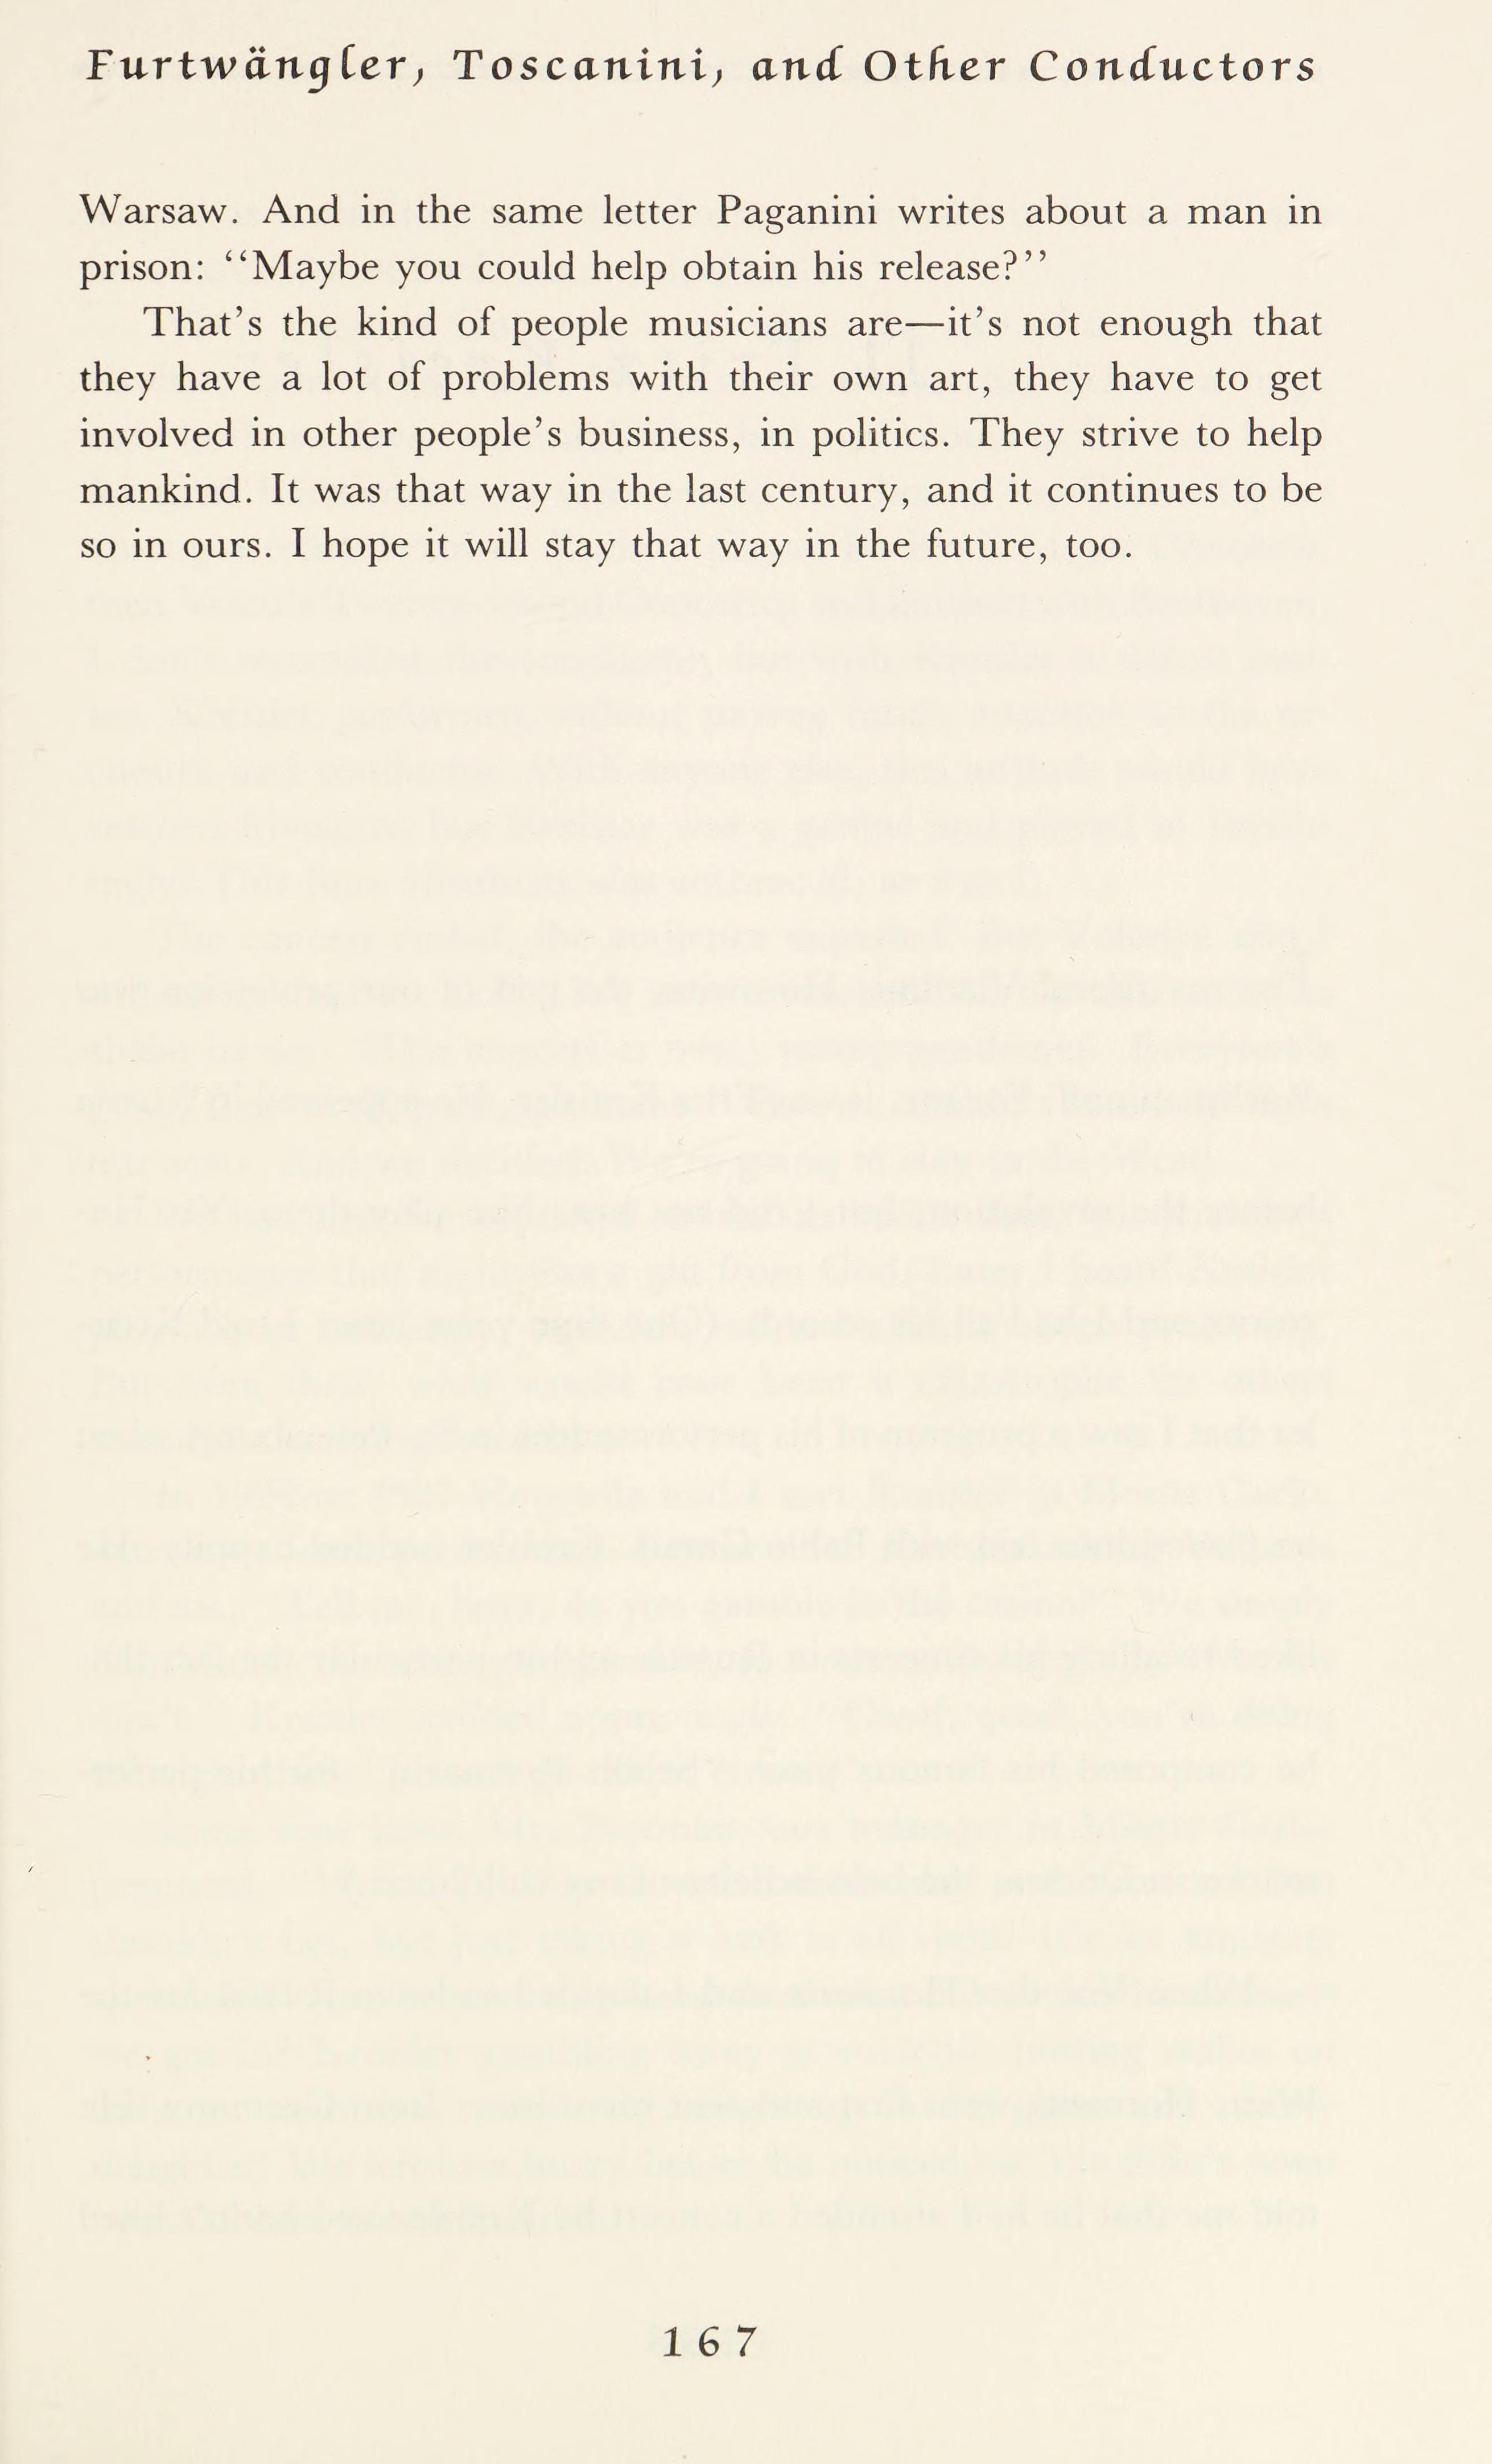 Furtwängler, Toscanini, and Other Conductors
Warsaw. And in the same letter Paganini writes about a man in
prison: ‘‘Maybe you could help obtain his release?’’
That’s the kind of people musicians are—it’s not enough that
they have a lot of problems with their own art, they have to get
involved in other people’s business, in politics. They strive to help
mankind. It was that way in the last century, and it continues to be
so in ours. I hope it will stay that way in the future, too.
167